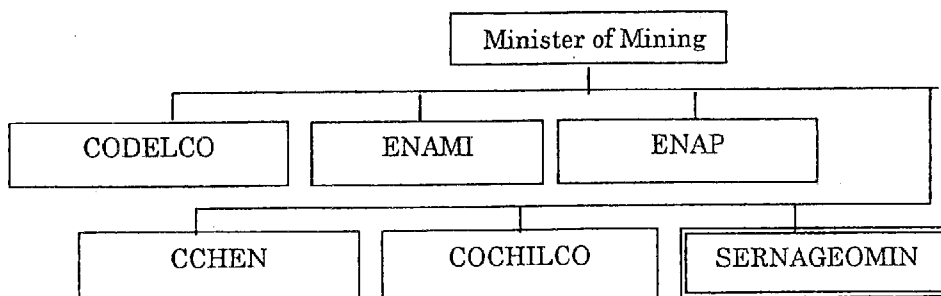 Minister of Mining
CODELCO
ENAMI
ENAP
CCHEN
COCHILCO
SERNAGEOMIN